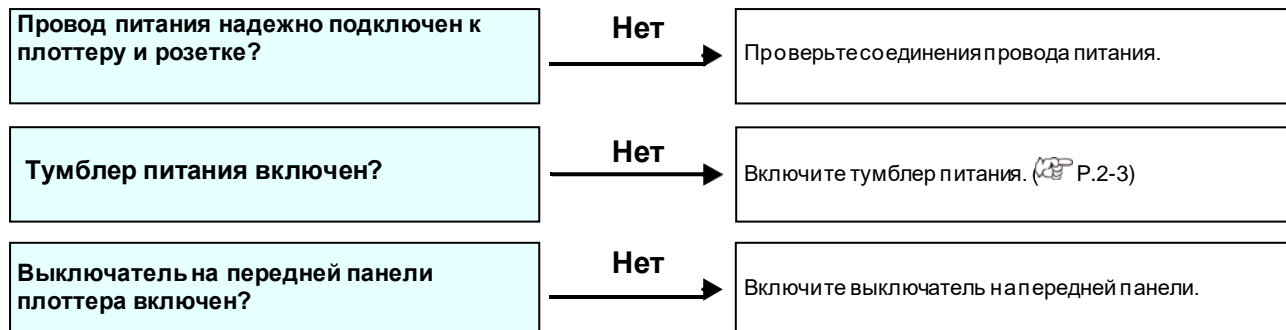 Провод питания надежно подключен к
плоттеру и розетке?
Нет
Проверьте соединения провода питания.
Тумблер питания включен?
Нет
Включите тумблер питания. ( P.2-3)
Выключатель на передней панели
плоттера включен?
Нет
Включите выключатель на передней панели.